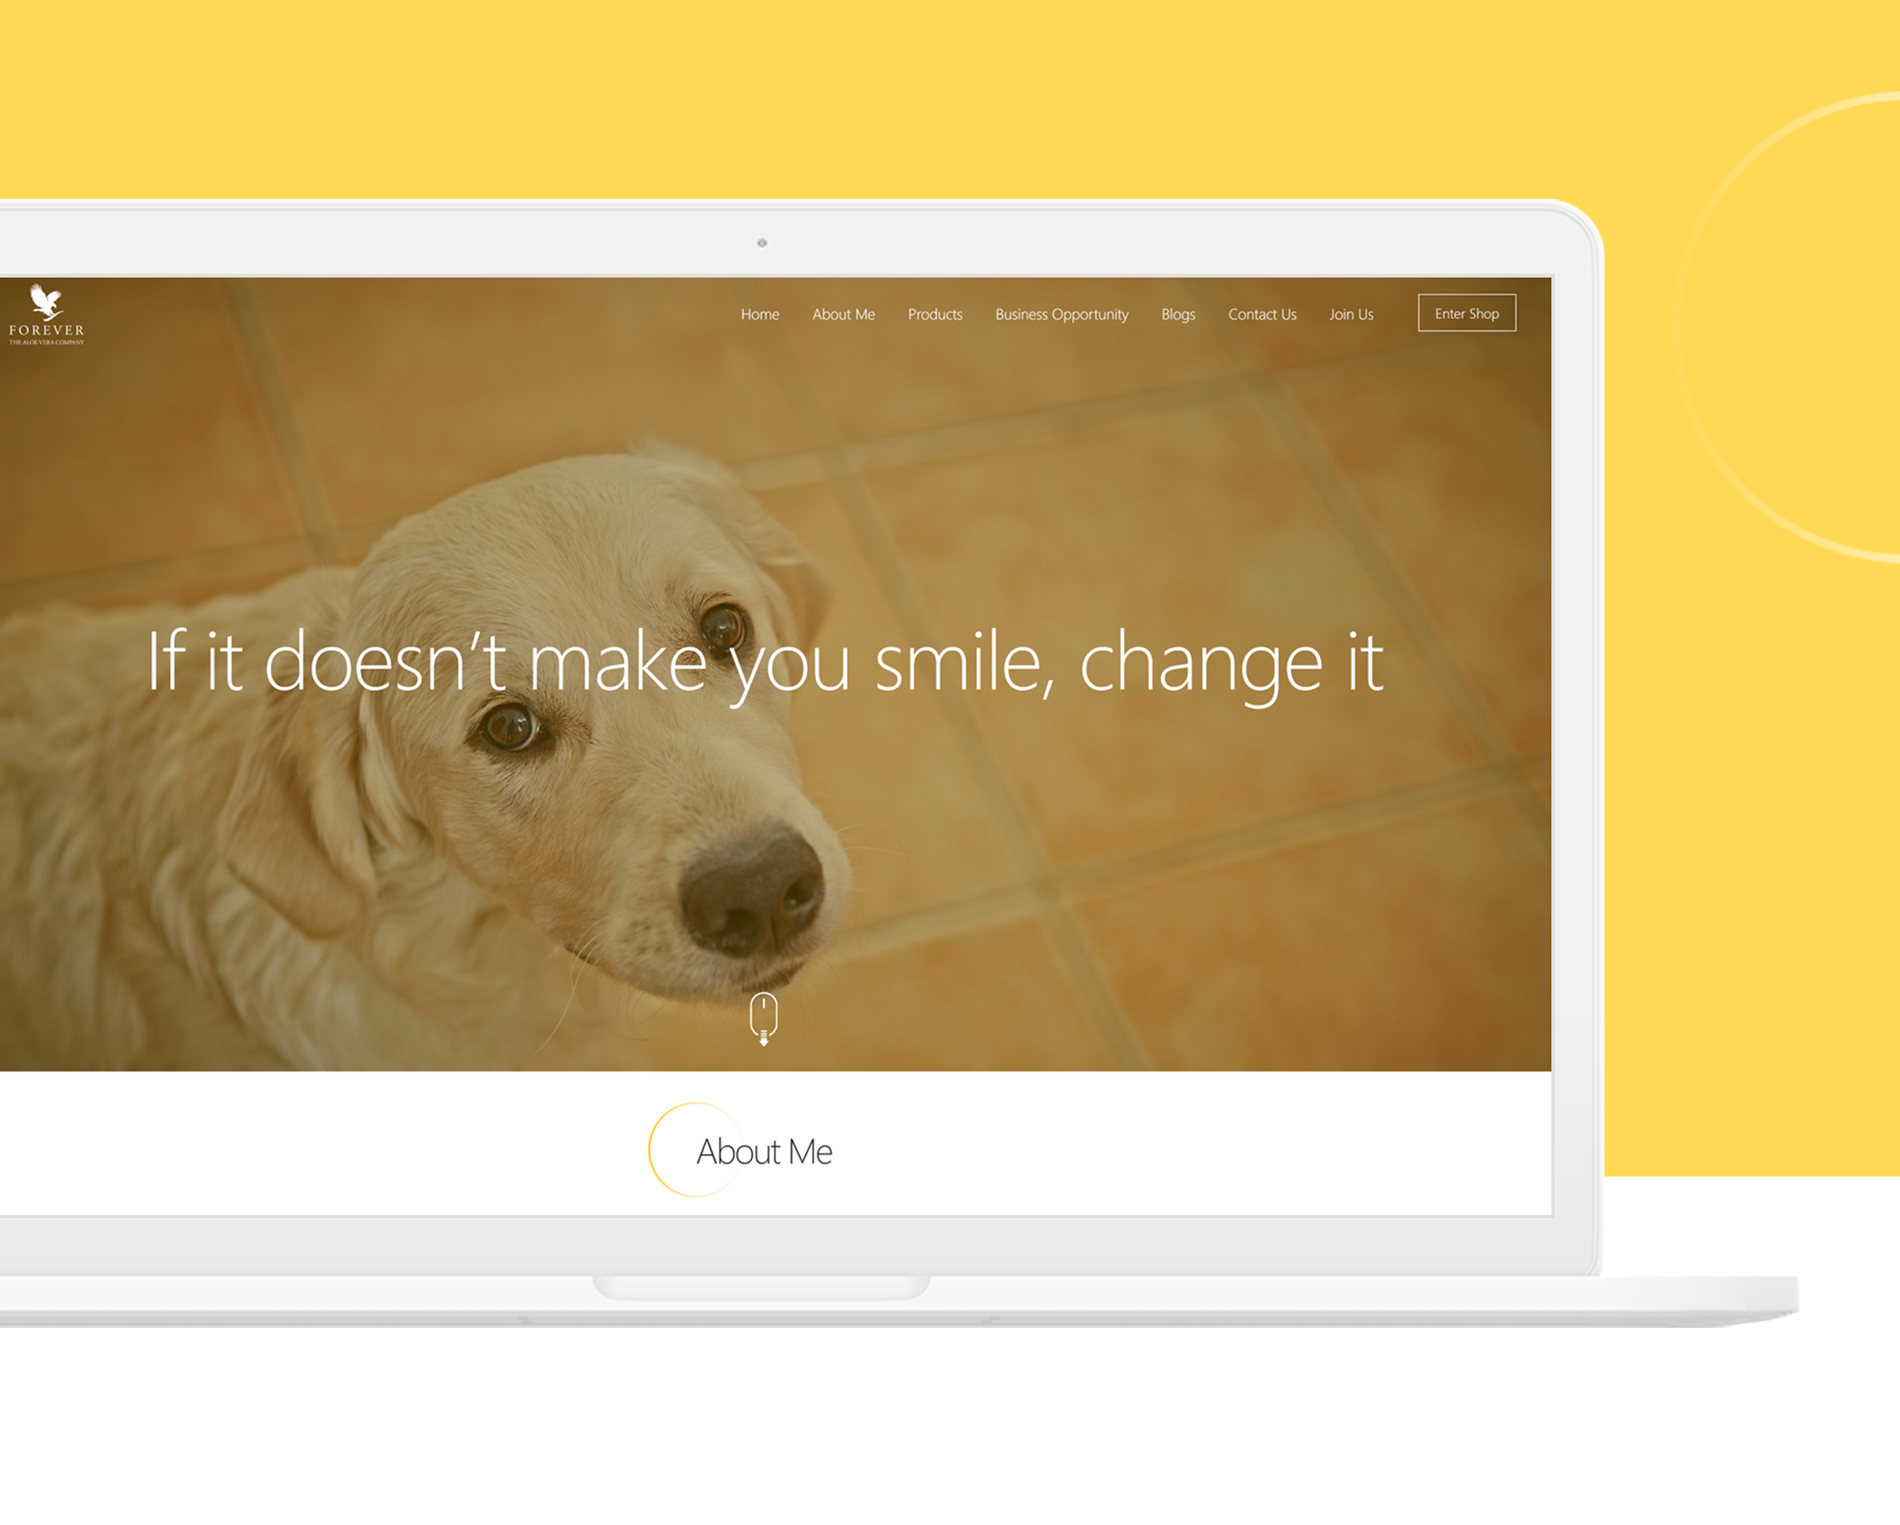 FOREVER
THE ALOE VERA COMPANY
Home About Me Products Business Opportunity Blogs Contact Us Join Us Enter Shop
If it doesn’t make you smile, change it
About Me